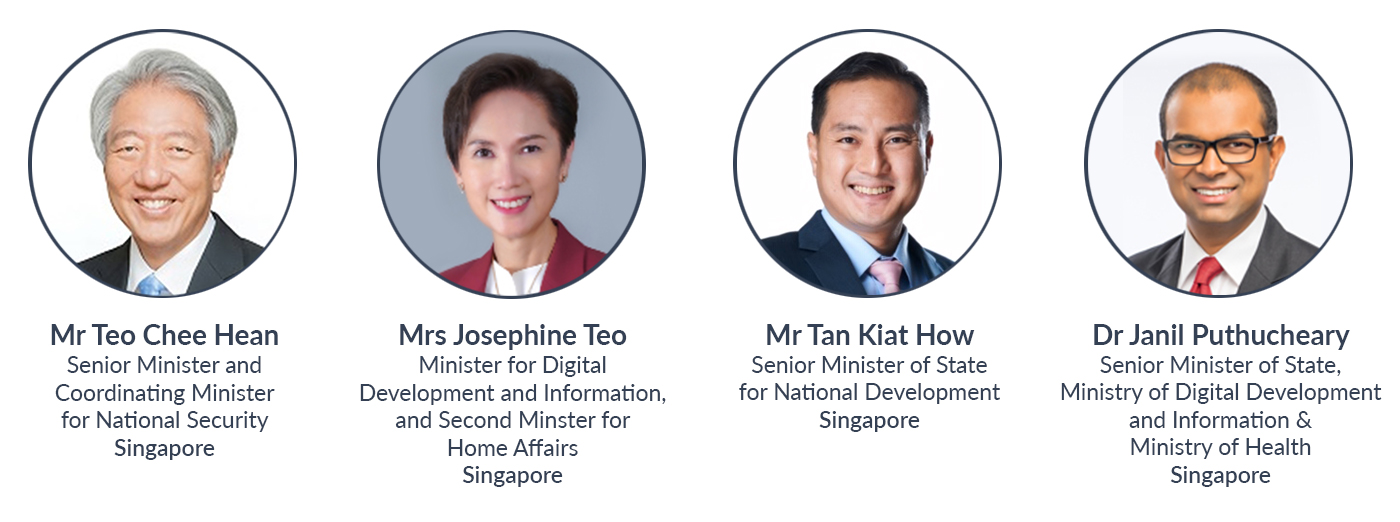 Mr Teo Chee Hean
Senior Minister and
Coordinating Minister
for National Security
Singapore
Mrs Josephine Teo
Minister for Digital
Development and Information,
and Second Minster for
Home Affairs
Singapore
Mr Tan Kiat How
Senior Minister of State
for National Development
Singapore
Dr Janil Puthucheary
Senior Minister of State,
Ministry of Digital Development
and Information &
Ministry of Health
Singapore